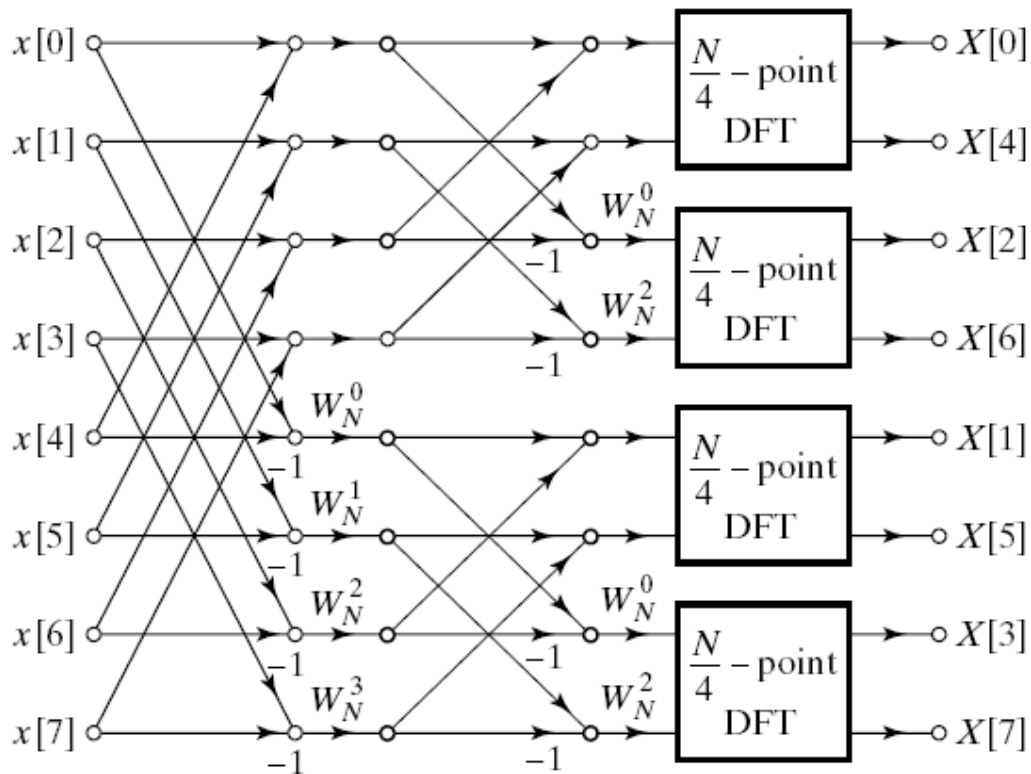 x[0] N/4 – point DFT X[0]
x[1] X[4]
W_N^0
x[2] -1 N/4 – point DFT X[2]
W_N^2
x[3] -1 X[6]
W_N^0
x[4] -1 N/4 – point DFT X[1]
W_N^1
x[5] -1 X[5]
W_N^2 W_N^0
x[6] -1 -1 N/4 – point DFT X[3]
W_N^3 W_N^2
x[7] -1 -1 X[7]